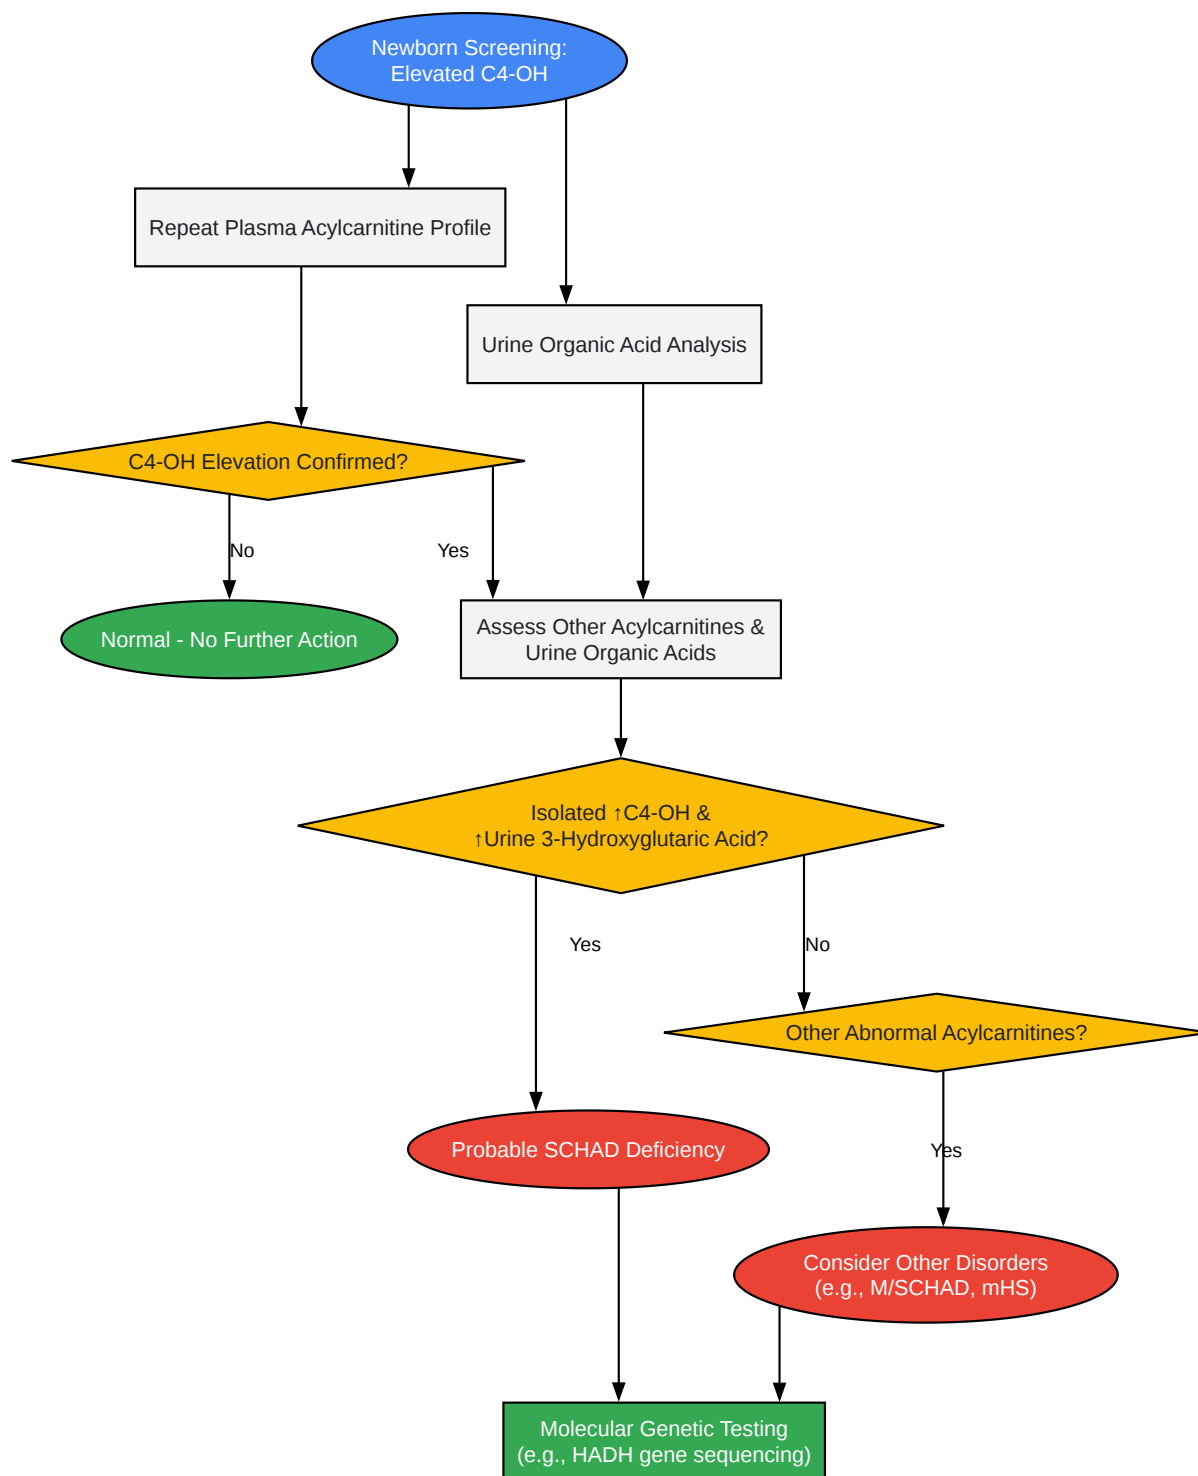 Newborn Screening:
Elevated C4-OH
Repeat Plasma Acylcarnitine Profile
Urine Organic Acid Analysis
C4-OH Elevation Confirmed?
No
Yes
Normal - No Further Action
Assess Other Acylcarnitines &
Urine Organic Acids
Isolated ↑C4-OH &
↑Urine 3-Hydroxyglutaric Acid?
Yes
No
Other Abnormal Acylcarnitines?
Probable SCHAD Deficiency
Yes
Consider Other Disorders
(e.g., M/SCHAD, mHS)
Molecular Genetic Testing
(e.g., HADH gene sequencing)